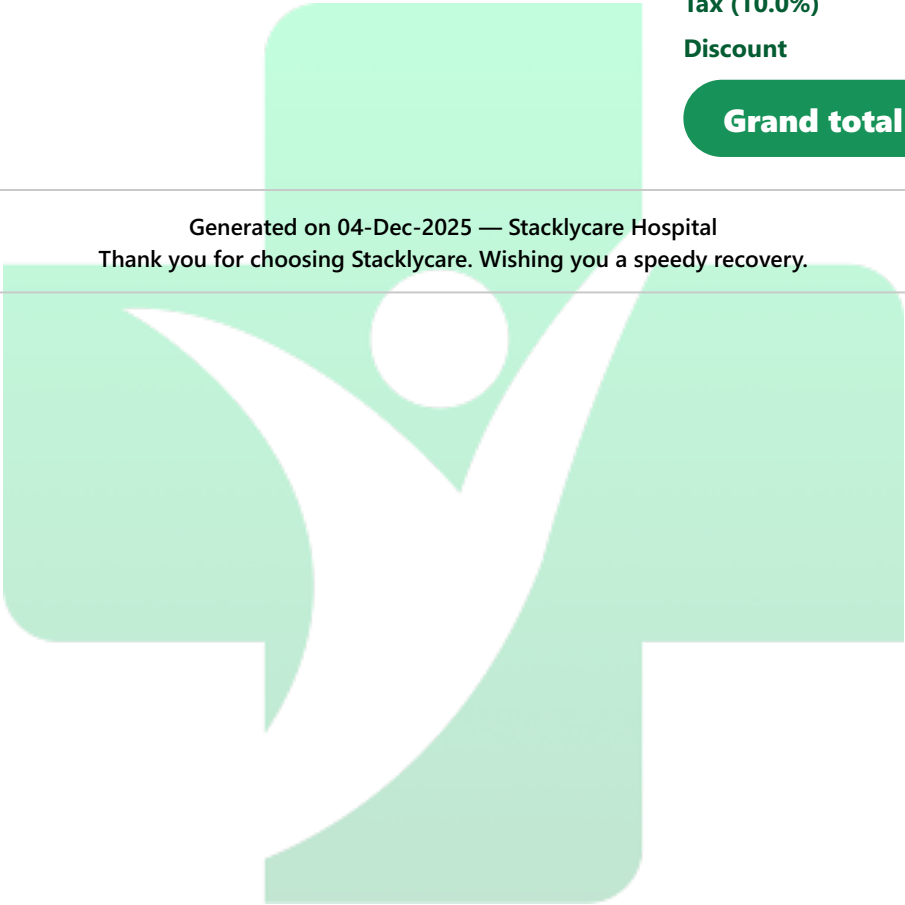 Tax (10.0%)
Discount
Grand total
Generated on 04-Dec-2025 — Stacklycare Hospital
Thank you for choosing Stacklycare. Wishing you a speedy recovery.